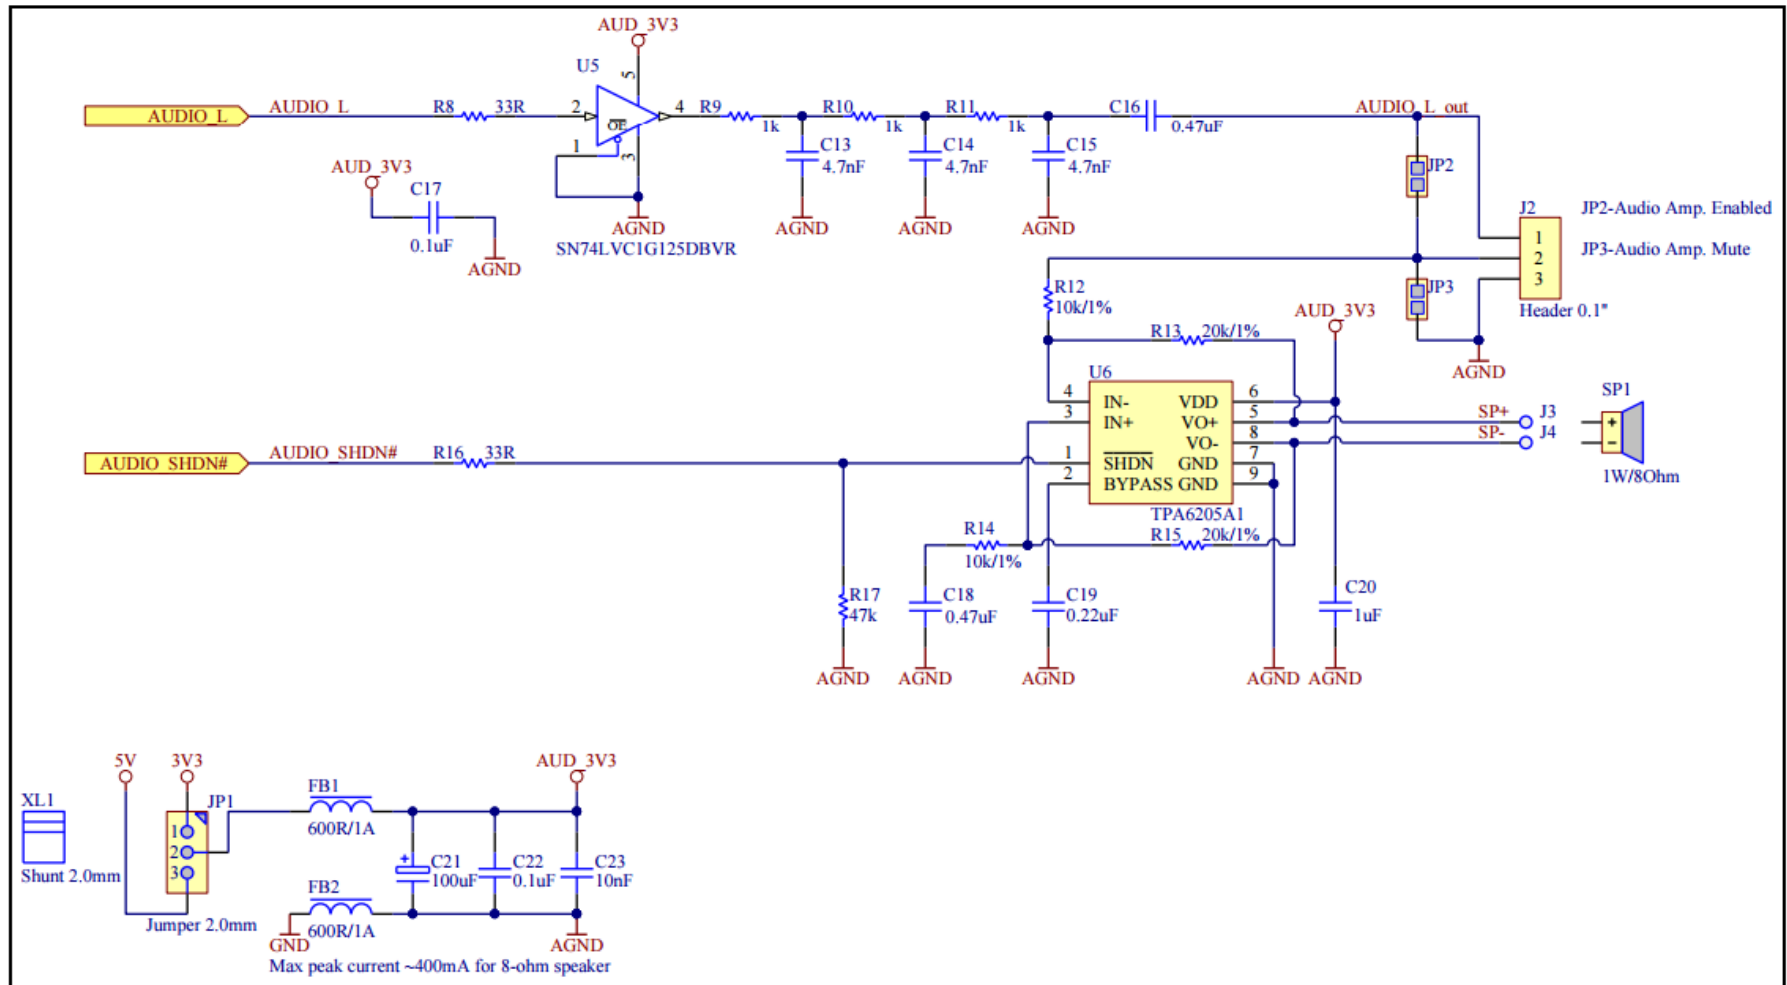 AUD_3V3
U5
5
AUDIO_L
AUDIO_L
R8
33R
2
OE
4
R9
1k
R10
1k
R11
1k
C16
0.47uF
AUDIO_L_out
1
3
C13
4.7nF
C14
4.7nF
C15
4.7nF
JP2
AUD_3V3
C17
0.1uF
AGND
AGND
SN74LVC1G125DBVR
AGND
AGND
AGND
J2
JP2-Audio Amp. Enabled
1
2
3
JP3-Audio Amp. Mute
Header 0.1"
R12
10k/1%
JP3
AUD_3V3
R13
20k/1%
AGND
U6
4
IN-
VDD
6
3
IN+
VO+
5
VO-
8
1
SHDN
GND
7
2
BYPASS
GND
9
TPA6205A1
SP+
J3
SP-
J4
SP1
+
−
1W/8Ohm
AUDIO_SHDN#
AUDIO_SHDN#
R16
33R
R14
10k/1%
R15
20k/1%
R17
47k
C18
0.47uF
C19
0.22uF
C20
1uF
AGND
AGND
AGND
AGND
AGND
5V
3V3
AUD_3V3
XL1
Shunt 2.0mm
JP1
1
2
3
Jumper 2.0mm
FB1
600R/1A
+
C21
100uF
C22
0.1uF
C23
10nF
FB2
600R/1A
GND
AGND
Max peak current ~400mA for 8-ohm speaker